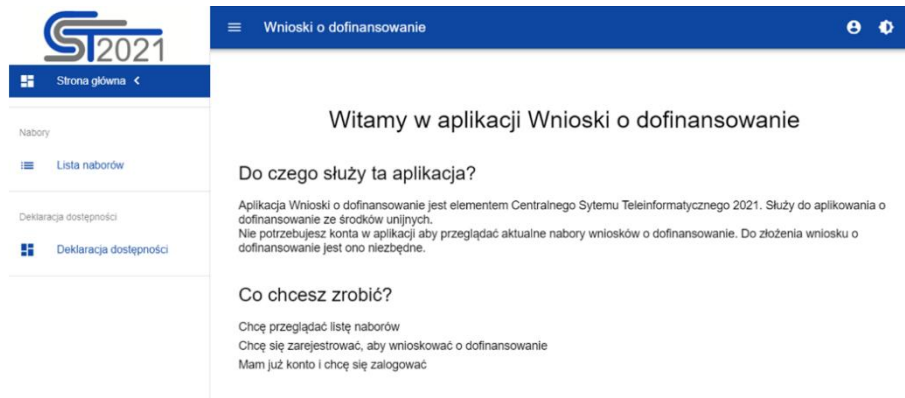 CST2021
Wnioski o dofinansowanie
Strona główna
Nabory
Lista naborów
Deklaracja dostępności
Deklaracja dostępności
Witamy w aplikacji Wnioski o dofinansowanie
Do czego służy ta aplikacja?
Aplikacja Wnioski o dofinansowanie jest elementem Centralnego Sytemu Teleinformatycznego 2021. Służy do aplikowania o
dofinansowanie ze środków unijnych.
Nie potrzebujesz konta w aplikacji aby przeglądać aktualne nabory wniosków o dofinansowanie. Do złożenia wniosku o
dofinansowanie jest ono niezbędne.
Co chcesz zrobić?
Chcę przeglądać listę naborów
Chcę się zarejestrować, aby wnioskować o dofinansowanie
Mam już konto i chcę się zalogować